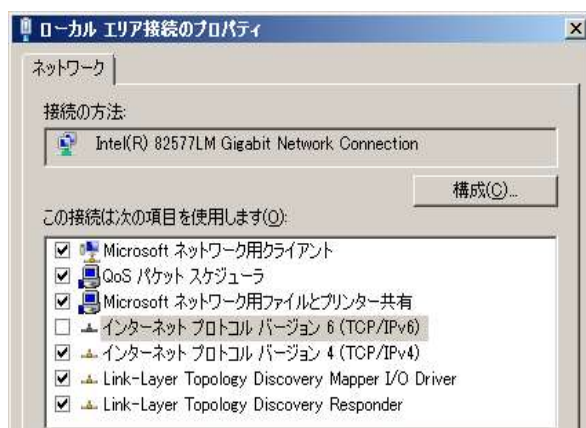 ローカル エリア接続のプロパティ
ネットワーク
接続の方法:
Intel(R) 82577LM Gigabit Network Connection
構成(C)...
この接続は次の項目を使用します(O):
Microsoft ネットワーク用クライアント
QoS パケット スケジューラ
Microsoft ネットワーク用ファイルとプリンター共有
インターネット プロトコル バージョン 6 (TCP/IPv6)
インターネット プロトコル バージョン 4 (TCP/IPv4)
Link-Layer Topology Discovery Mapper I/O Driver
Link-Layer Topology Discovery Responder